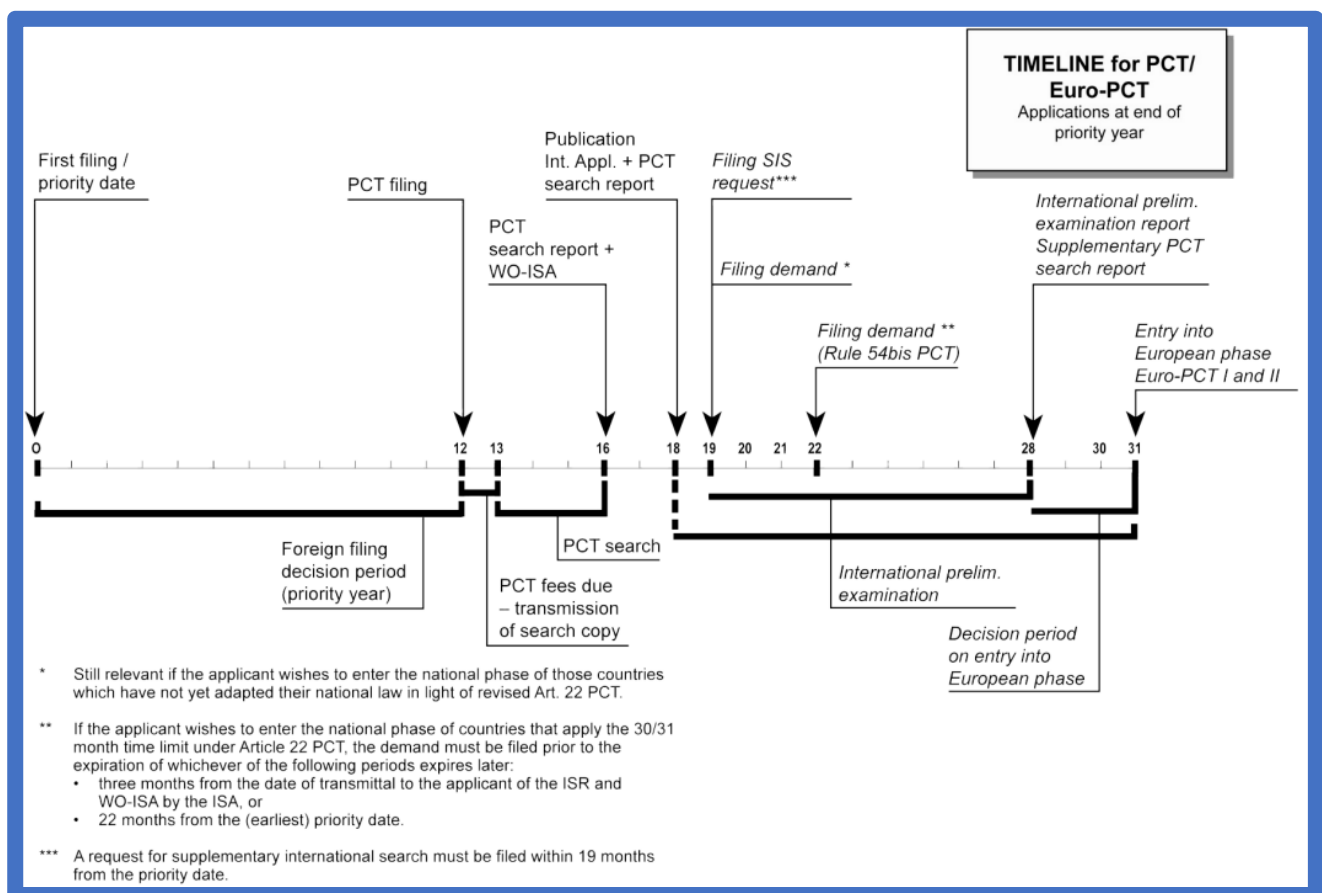 TIMELINE for PCT/
Euro-PCT
Applications at end of
priority year
First filing /
priority date
PCT filing
PCT
search report +
WO-ISA
Publication
Int. Appl. + PCT
search report
Filing SIS
request***
Filing demand *
Filing demand **
(Rule 54bis PCT)
International prelim.
examination report
Supplementary PCT
search report
Entry into
European phase
Euro-PCT I and II
O 12 13 16 18 19 20 21 22 28 30 31
Foreign filing
decision period
(priority year)
PCT fees due
– transmission
of search copy
PCT search
International prelim.
examination
Decision period
on entry into
European phase
* Still relevant if the applicant wishes to enter the national phase of those countries
which have not yet adapted their national law in light of revised Art. 22 PCT.
** If the applicant wishes to enter the national phase of countries that apply the 30/31
month time limit under Article 22 PCT, the demand must be filed prior to the
expiration of whichever of the following periods expires later:
• three months from the date of transmittal to the applicant of the ISR and
WO-ISA by the ISA, or
• 22 months from the (earliest) priority date.
*** A request for supplementary international search must be filed within 19 months
from the priority date.